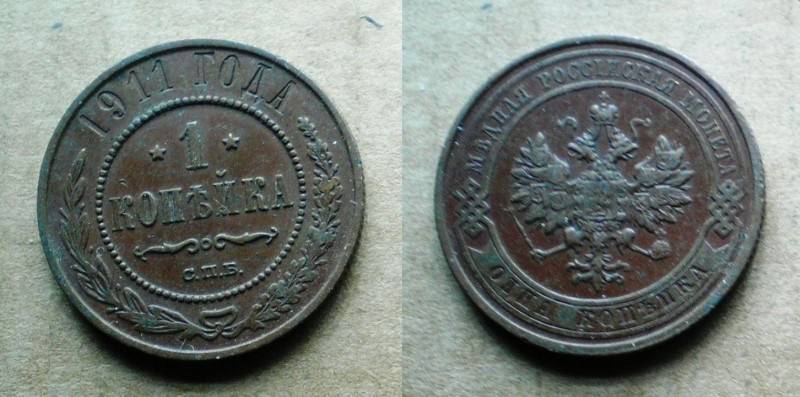 1911 ГОДА
1
КОПѢЙКА
С.П.Б.
МѢДНАЯ РОССІЙСКАЯ МОНЕТА
ОДНА КОПѢЙКА